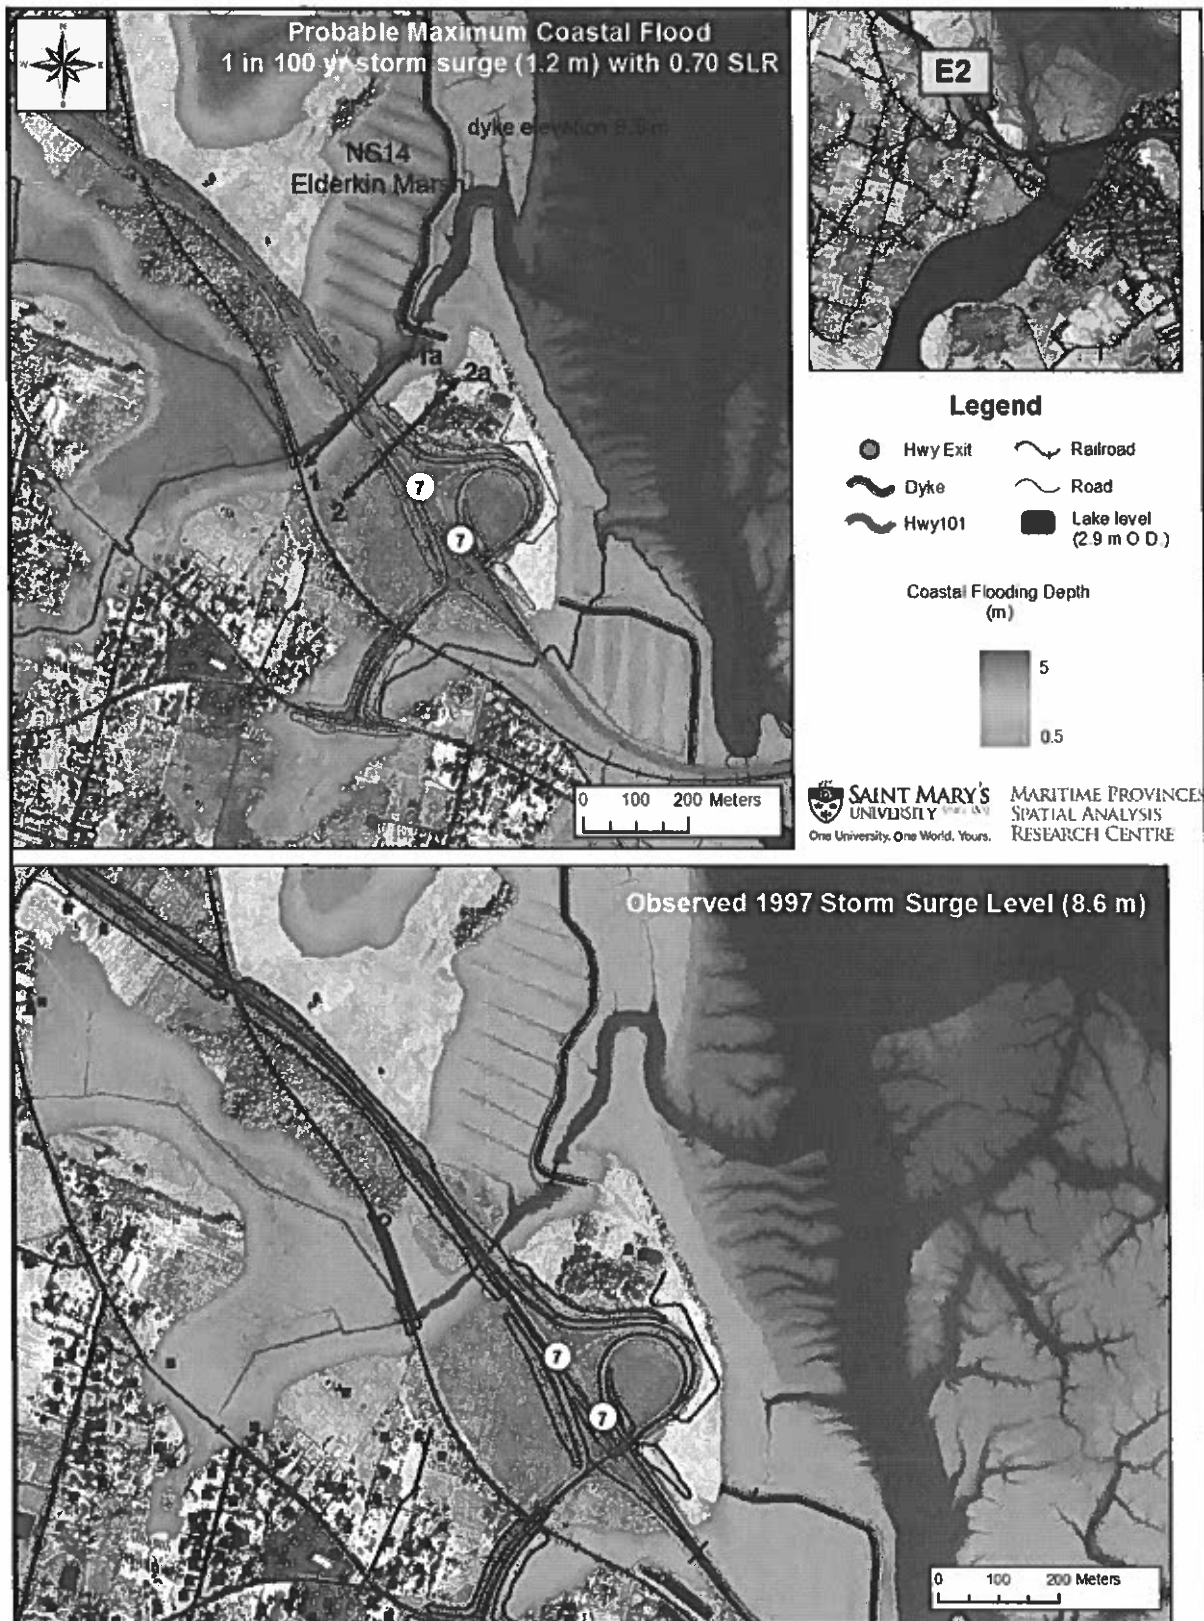 Probable Maximum Coastal Flood
1 in 100 yr storm surge (1.2 m) with 0.70 SLR
N
W
E
S
dyke elevation
NS14
Elderkin Marsh
1a
2a
1
2
7
7
0 100 200 Meters
E2
Legend
Hwy Exit
Railroad
Dyke
Road
Hwy101
Lake level
(2.9 m O.D.)
Coastal Flooding Depth
(m)
5
0.5
SAINT MARY'S
UNIVERSITY
One University. One World. Yours.
MARITIME PROVINCES
SPATIAL ANALYSIS
RESEARCH CENTRE
Observed 1997 Storm Surge Level (8.6 m)
7
7
0 100 200 Meters